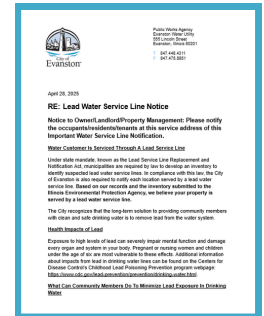 City of
Evanston™
Public Works Agency
Evanston Water Utility
555 Lincoln Street
Evanston, Illinois 60201
T 847.448.4311
F 847.475.8881
April 28, 2025
RE: Lead Water Service Line Notice
Notice to Owner/Landlord/Property Management: Please notify
the occupants/residents/tenants at this service address of this
Important Water Service Line Notification.
Water Customer Is Serviced Through A Lead Service Line
Under state mandate, known as the Lead Service Line Replacement and
Notification Act, municipalities are required by law to develop an inventory to
identify suspected lead water service lines. In compliance with this law, the City
of Evanston is also required to notify each location served by a lead water
service line. Based on our records and the inventory submitted to the
Illinois Environmental Protection Agency, we believe your property is
served by a lead water service line.
The City recognizes that the long-term solution to providing community members
with clean and safe drinking water is to remove lead from the water system.
Health Impacts of Lead
Exposure to high levels of lead can severely impair mental function and damage
every organ and system in your body. Pregnant or nursing women and children
under the age of six are most vulnerable to these effects. Additional information
about impacts from lead in drinking water lines can be found on the Centers for
Disease Control's Childhood Lead Poisoning Prevention program webpage:
https://www.cdc.gov/lead-prevention/prevention/drinking-water.html
What Can Community Members Do To Minimize Lead Exposure In Drinking
Water